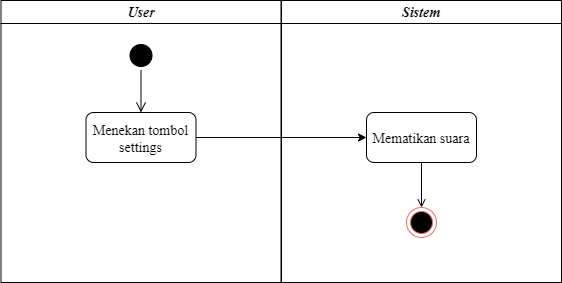 User
Sistem
Menekan tombol
settings
Mematikan suara